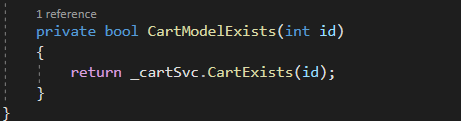 1 reference
private bool CartModelExists(int id)
{
return _cartSvc.CartExists(id);
}
}